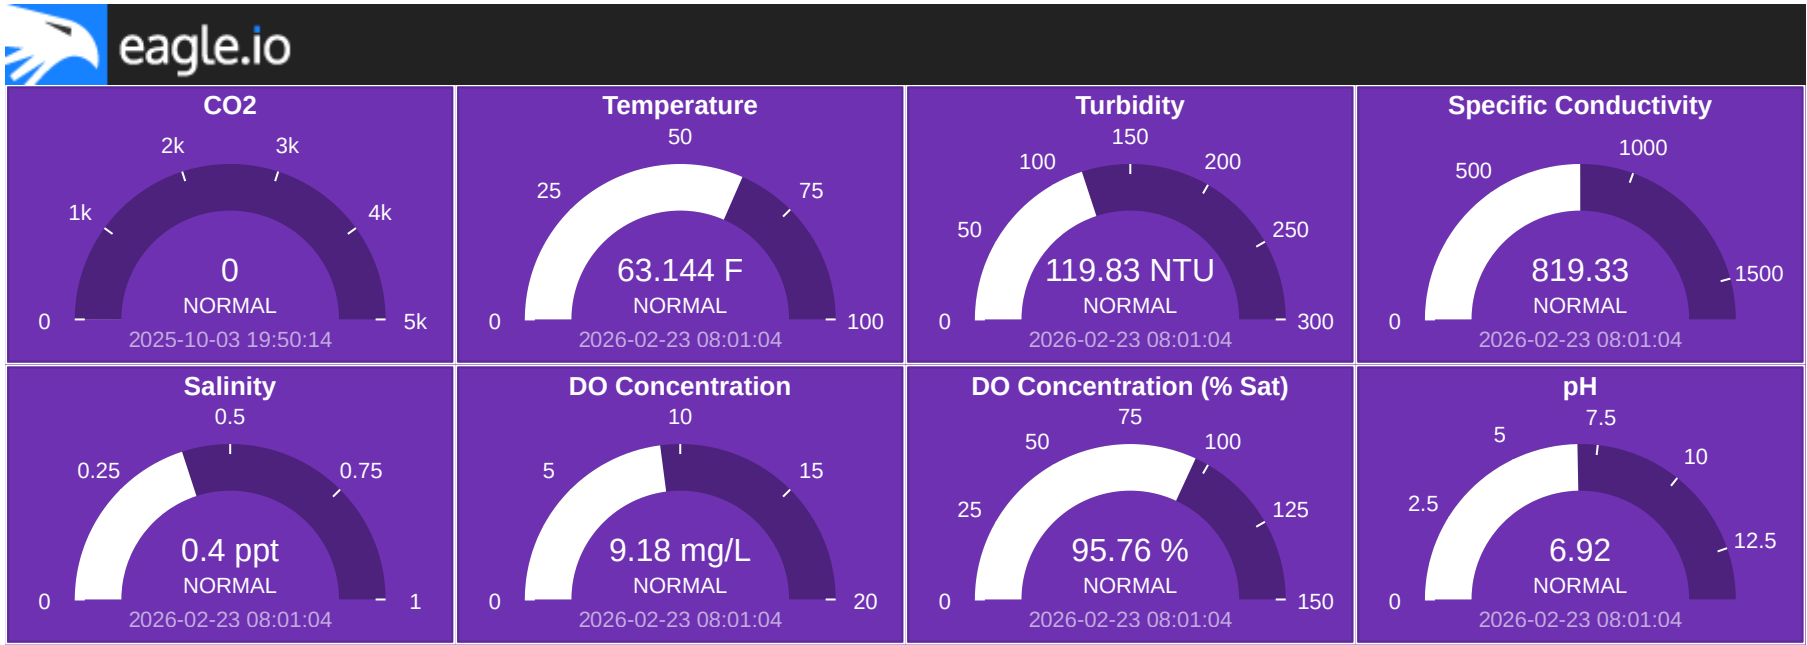 eagle.io
CO2
2k
3k
1k
4k
0
5k
0
NORMAL
2025-10-03 19:50:14
Temperature
50
25
75
0
100
63.144 F
NORMAL
2026-02-23 08:01:04
Turbidity
150
100
200
50
250
0
300
119.83 NTU
NORMAL
2026-02-23 08:01:04
Specific Conductivity
1000
500
1500
0
819.33
NORMAL
2026-02-23 08:01:04
Salinity
0.5
0.25
0.75
0
1
0.4 ppt
NORMAL
2026-02-23 08:01:04
DO Concentration
10
5
15
0
20
9.18 mg/L
NORMAL
2026-02-23 08:01:04
DO Concentration (% Sat)
75
50
100
25
125
0
150
95.76 %
NORMAL
2026-02-23 08:01:04
pH
7.5
5
10
2.5
12.5
0
6.92
NORMAL
2026-02-23 08:01:04